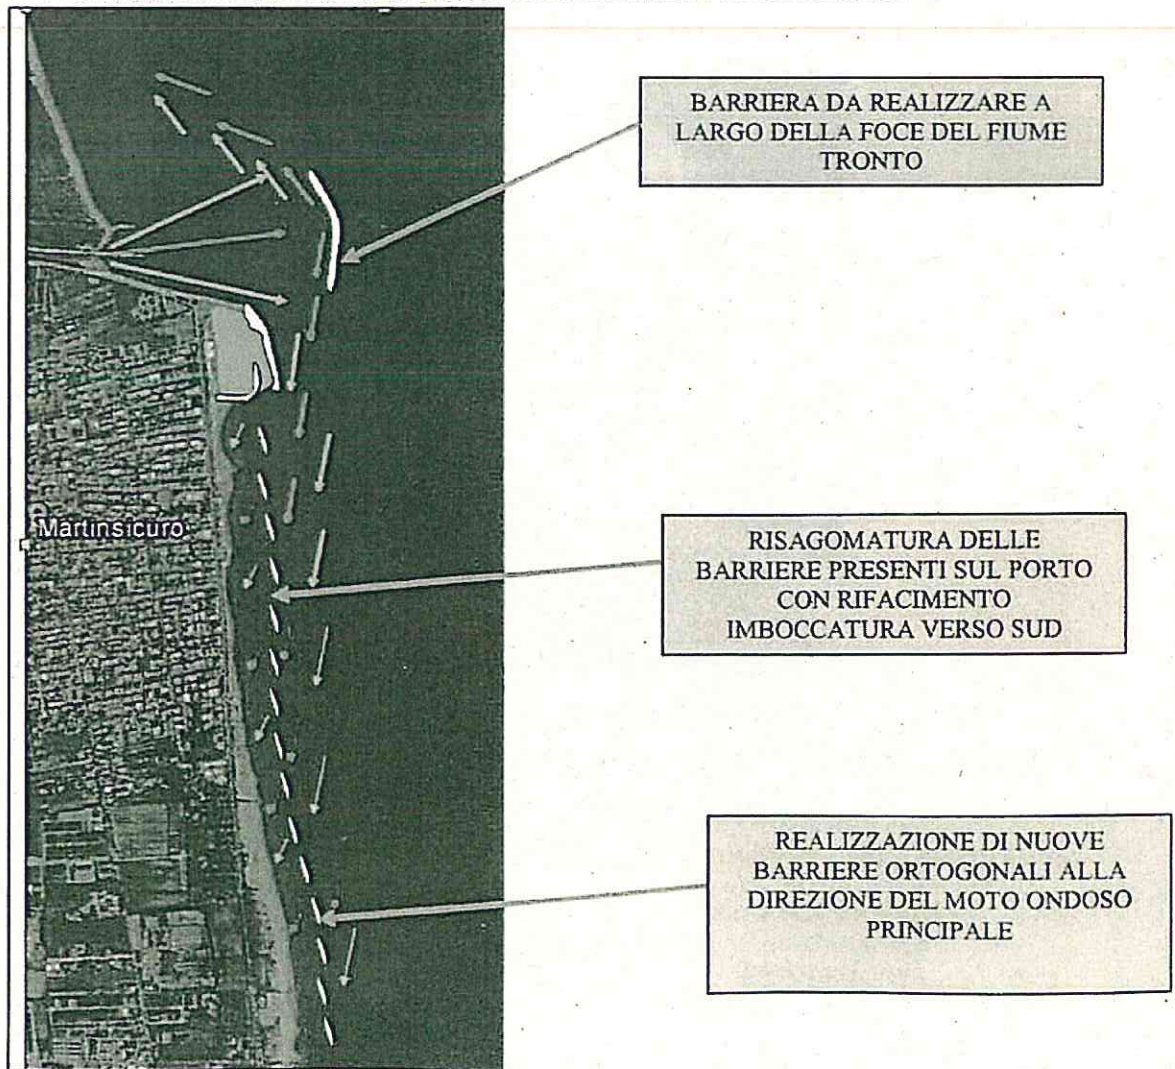 BARRIERA DA REALIZZARE A
LARGO DELLA FOCE DEL FIUME
TRONTO
Martinsicuro
RISAGOMATURA DELLE
BARRIERE PRESENTI SUL PORTO
CON RIFACIMENTO
IMBOCCATURA VERSO SUD
REALIZZAZIONE DI NUOVE
BARRIERE ORTOGONALI ALLA
DIREZIONE DEL MOTO ONDOSO
PRINCIPALE